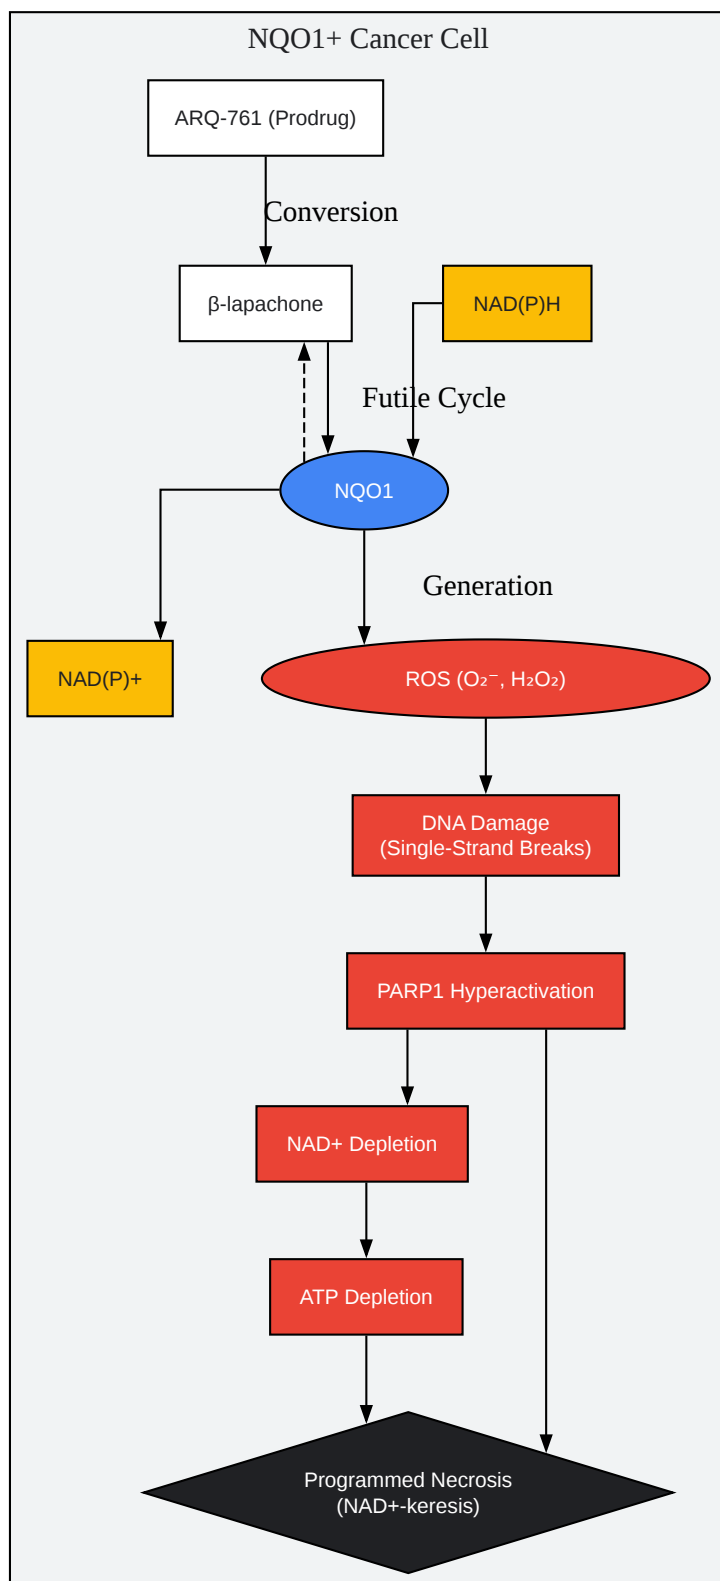 NQO1+ Cancer Cell
ARQ-761 (Prodrug)
Conversion
β-lapachone
NAD(P)H
Futile Cycle
NQO1
Generation
NAD(P)+
ROS (O₂⁻, H₂O₂)
DNA Damage
(Single-Strand Breaks)
PARP1 Hyperactivation
NAD+ Depletion
ATP Depletion
Programmed Necrosis
(NAD+-keresis)